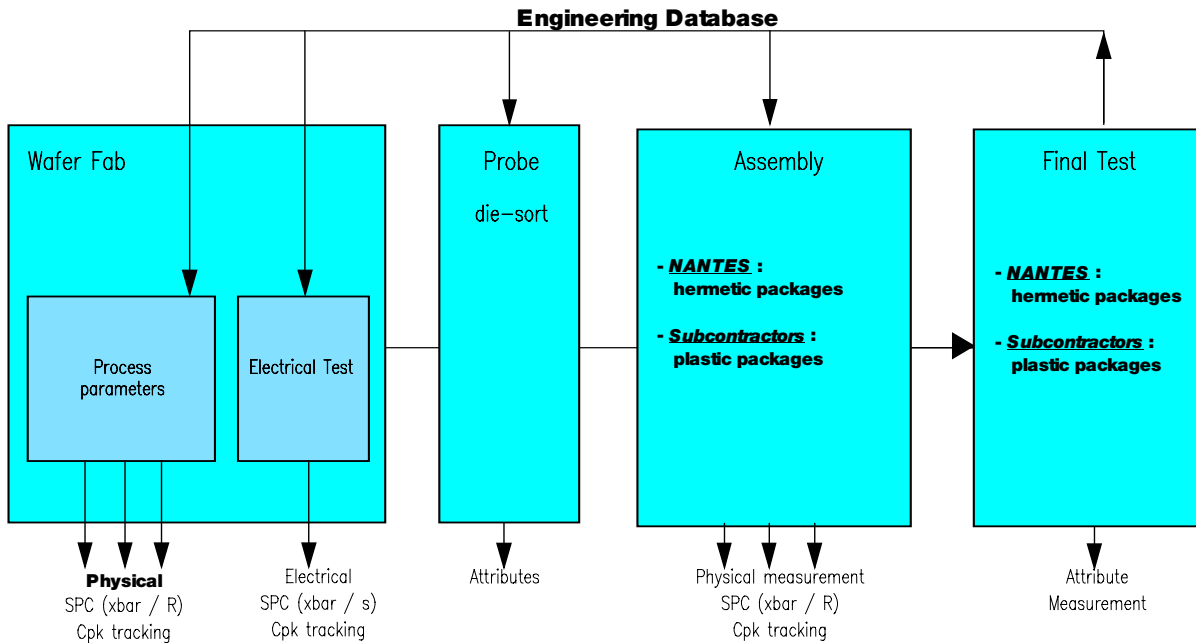 Engineering Database
Wafer Fab
Process
parameters
Electrical Test
Physical
SPC (xbar / R)
Cpk tracking
Electrical
SPC (xbar / s)
Cpk tracking
Probe
die-sort
Attributes
Assembly
- NANTES :
hermetic packages
- Subcontractors :
plastic packages
Physical measurement
SPC (xbar / R)
Cpk tracking
Final Test
- NANTES :
hermetic packages
- Subcontractors :
plastic packages
Attribute
Measurement